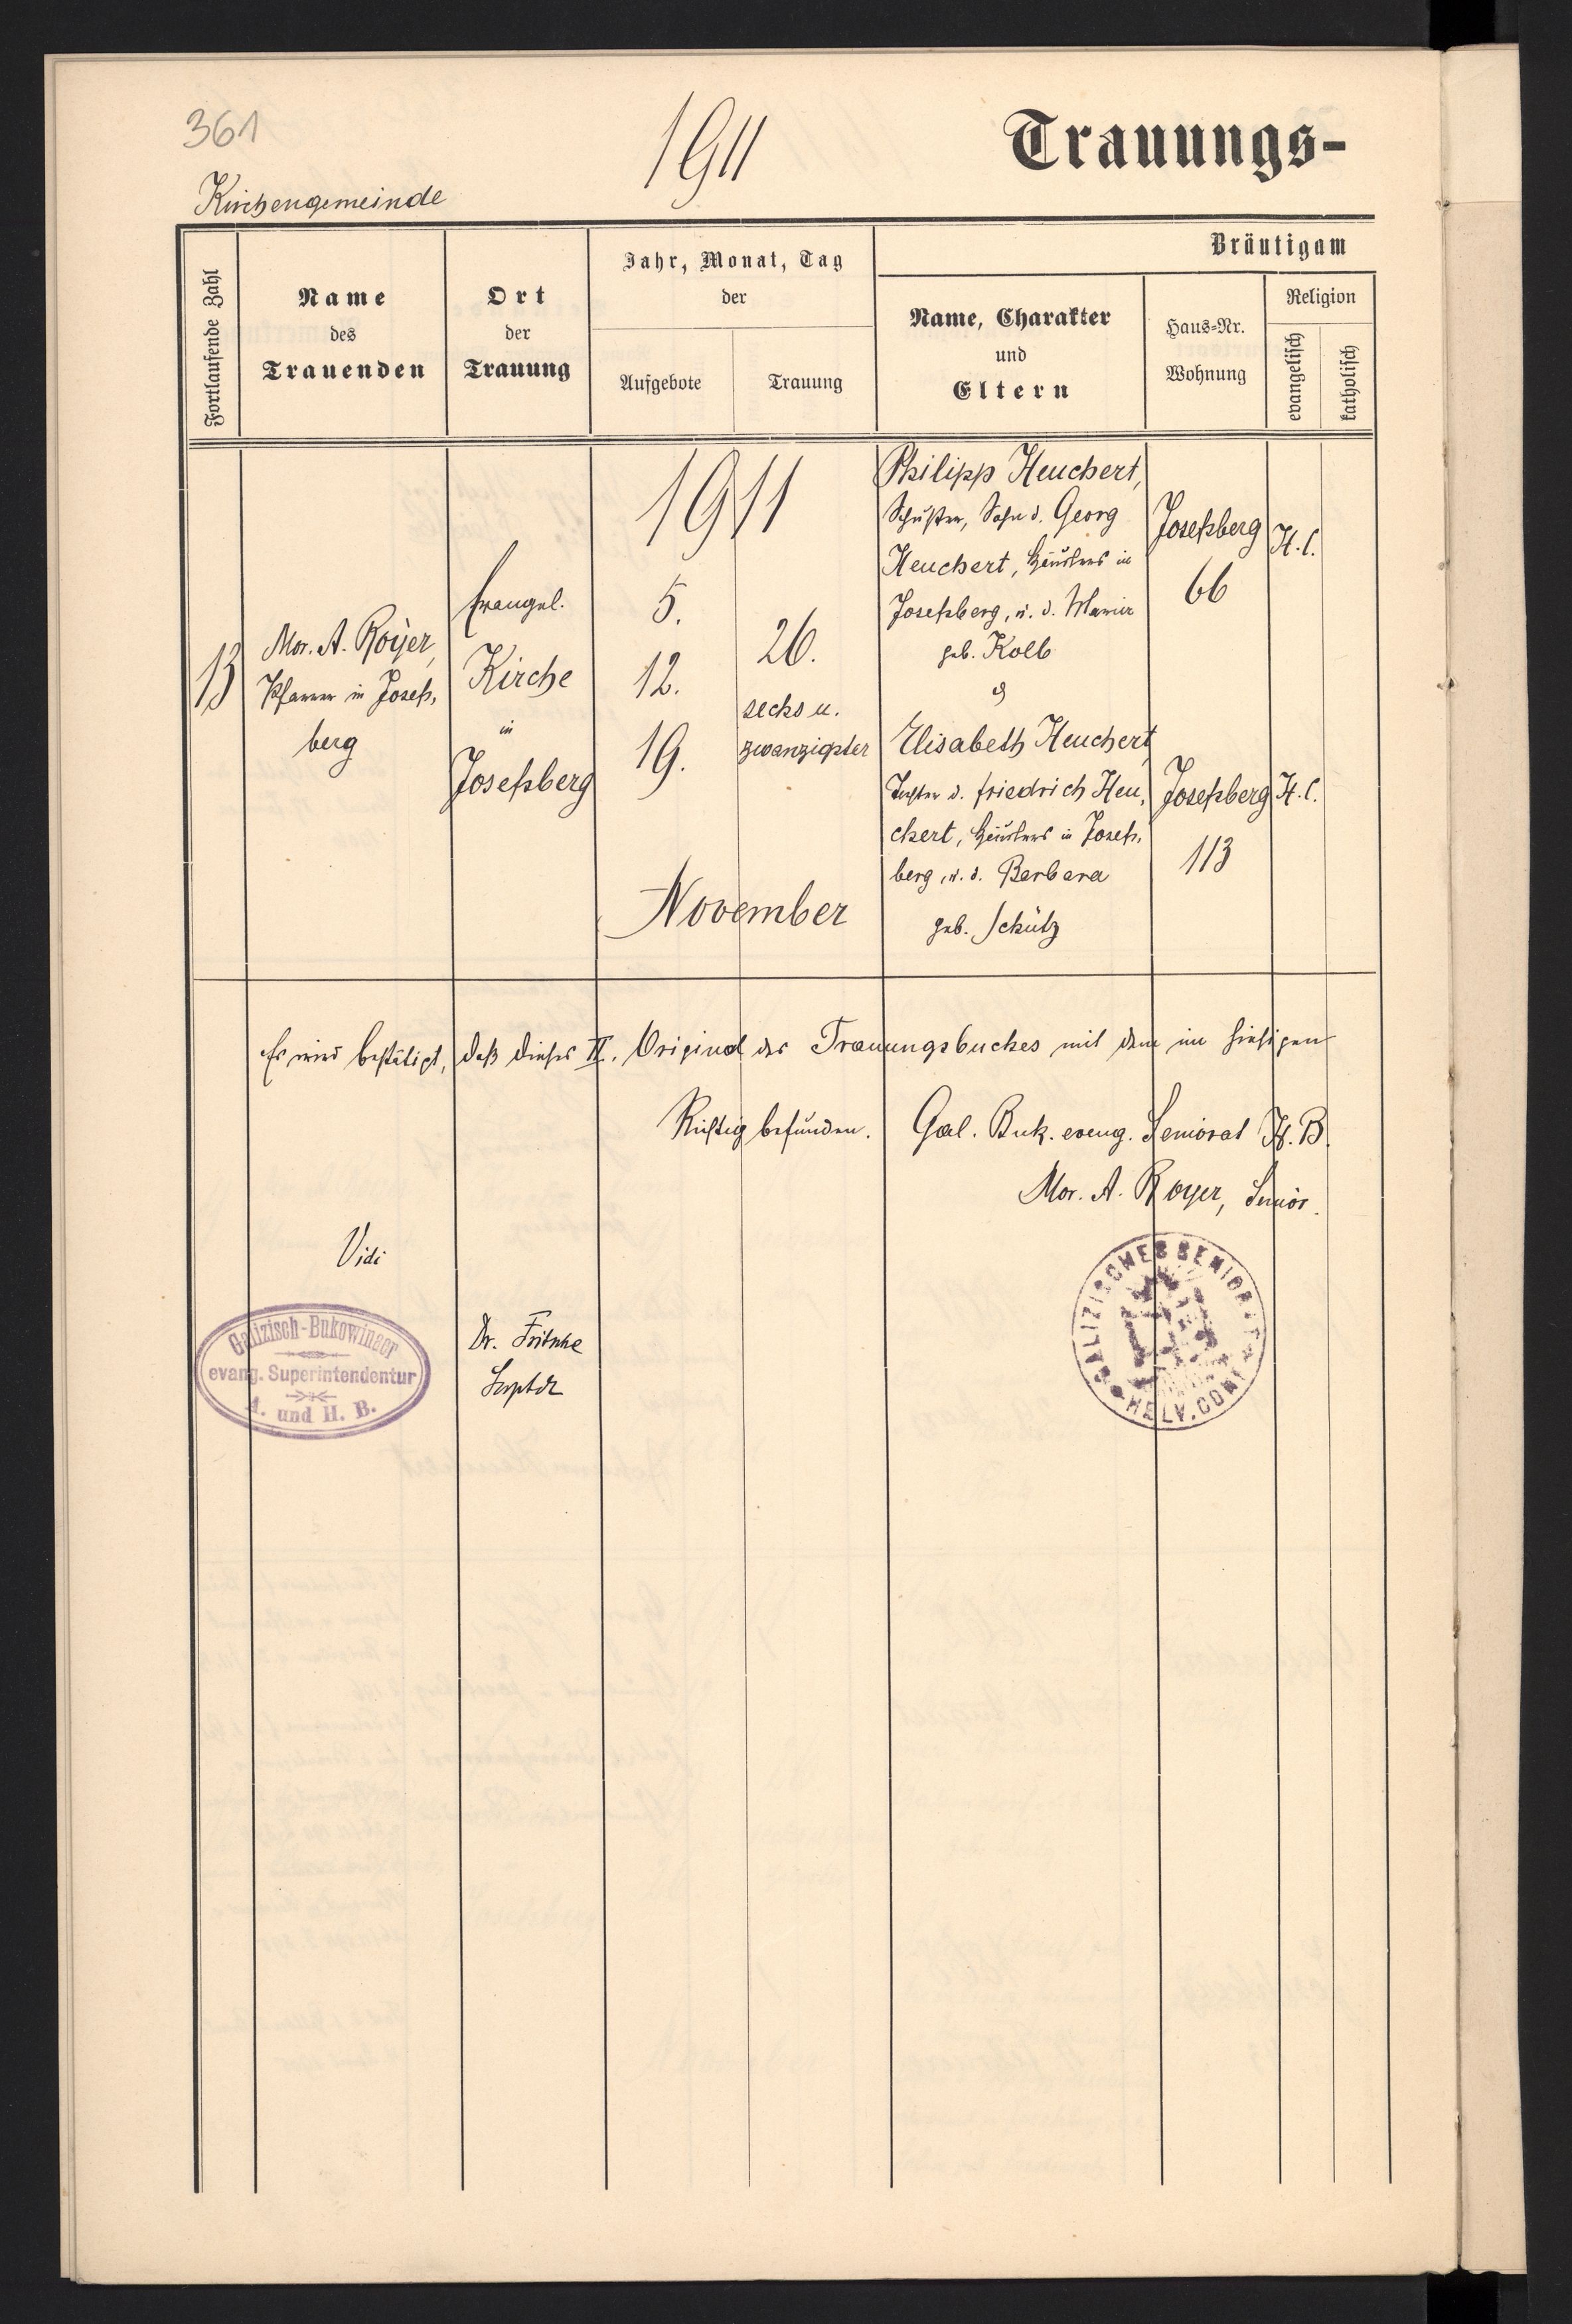 361
1911
Trauungs-
Kirchengemeinde
Fortlaufende Zahl
Name
des
Trauenden
Ort
der
Trauung
Jahr, Monat, Tag
der
Aufgebote
Trauung
Bräutigam
Name, Charakter
und
Eltern
Haus-Nr.
Wohnung
Religion
evangelisch
katholisch
13
Mor. A. Royer,
Pfarrer in Josefs-
berg
Evangel.
Kirche
in
Josefsberg
1911
5.
12.
19.
26.
sechs u.
zwanzigster
November
Philipp Heuchert,
Schuster, Sohn d. Georg
Heuchert, Häuslers in
Josefsberg, u. d. Maria
geb. Kolb
&
Elisabeth Heuchert,
Tochter d. Friedrich Heu-
chert, Häuslers in Josefs-
berg, u. d. Barbara
geb. Schütz
Josefsberg
66
H. C.
Josefsberg
113
H. C.
Es wird bestätigt, daß dieses II. Original des Trauungsbuches mit dem im hiesigen
Richtig befunden. Gal. Buk. evang. Seniorat H. B.
Mor. A. Royer, Senior.
Vidi
Galizisch-Bukowinaer
evang. Superintendentur
A. und H. B.
Dr. Fritsche
Suptdt
GALIZISCHES SENIORAT
HELV. CONF.